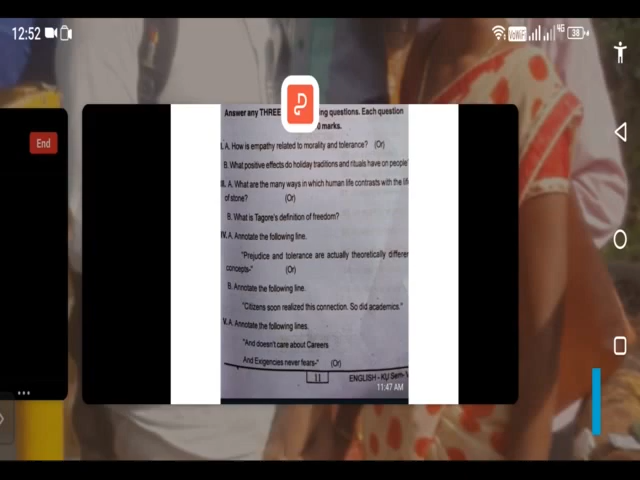 12:52
VoWiFi
4G
38
End
Answer any THREE ng questions. Each question
0 marks.
I. A. How is empathy related to morality and tolerance? (Or)
B. What positive effects do holiday traditions and rituals have on people
II. A. What are the many ways in which human life contrasts with the life
of stone? (Or)
B. What is Tagore's definition of freedom?
IV. A. Annotate the following line.
"Prejudice and tolerance are actually theoretically differen
concepts-" (Or)
B. Annotate the following line.
"Citizens soon realized this connection. So did academics."
V. A. Annotate the following lines.
"And doesn't care about Careers
And Exigencies never fears-" (Or)
11 ENGLISH - KU Sem-V
11:47 AM